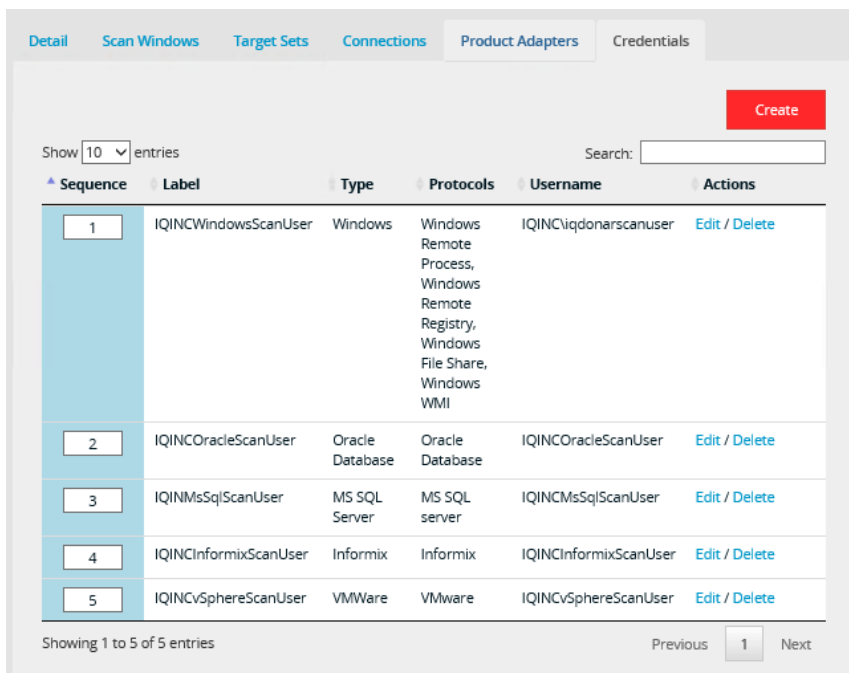 Detail Scan Windows Target Sets Connections Product Adapters Credentials
Create
Show 10 entries Search:
Sequence Label Type Protocols Username Actions
1 IQINCWindowsScanUser Windows Windows IQINC\iqdonarscanuser Edit / Delete
Remote
Process,
Windows
Remote
Registry,
Windows
File Share,
Windows
WMI
2 IQINCOracleScanUser Oracle Oracle IQINCOracleScanUser Edit / Delete
Database Database
3 IQINMsSqlScanUser MS SQL MS SQL IQINCMsSqlScanUser Edit / Delete
Server server
4 IQINCInformixScanUser Informix Informix IQINCInformixScanUser Edit / Delete
5 IQINCvSphereScanUser VMWare VMware IQINCvSphereScanUser Edit / Delete
Showing 1 to 5 of 5 entries Previous 1 Next